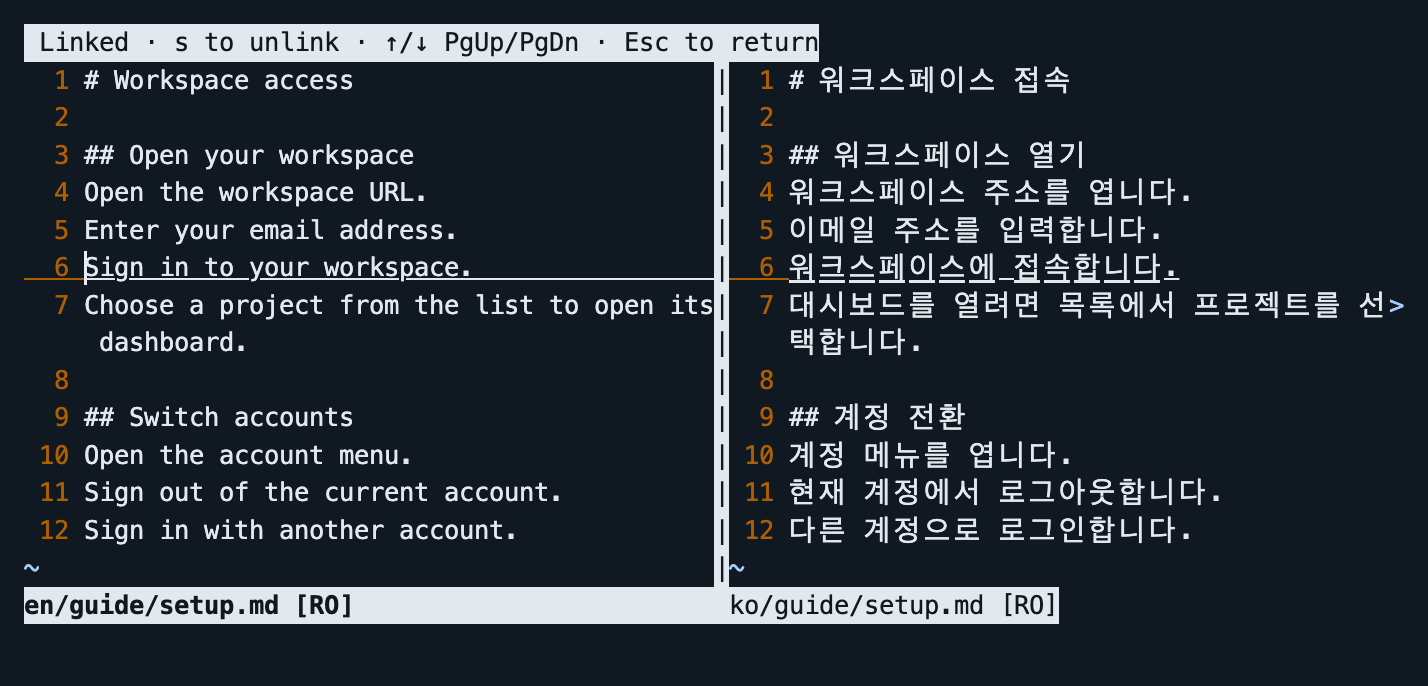 Linked · s to unlink · ↑/↓ PgUp/PgDn · Esc to return
1 # Workspace access
2
3 ## Open your workspace
4 Open the workspace URL.
5 Enter your email address.
6 Sign in to your workspace.
7 Choose a project from the list to open its
dashboard.
8
9 ## Switch accounts
10 Open the account menu.
11 Sign out of the current account.
12 Sign in with another account.
~
en/guide/setup.md [RO]
1 # 워크스페이스 접속
2
3 ## 워크스페이스 열기
4 워크스페이스 주소를 엽니다.
5 이메일 주소를 입력합니다.
6 워크스페이스에 접속합니다.
7 대시보드를 열려면 목록에서 프로젝트를 선>
택합니다.
8
9 ## 계정 전환
10 계정 메뉴를 엽니다.
11 현재 계정에서 로그아웃합니다.
12 다른 계정으로 로그인합니다.
~
ko/guide/setup.md [RO]